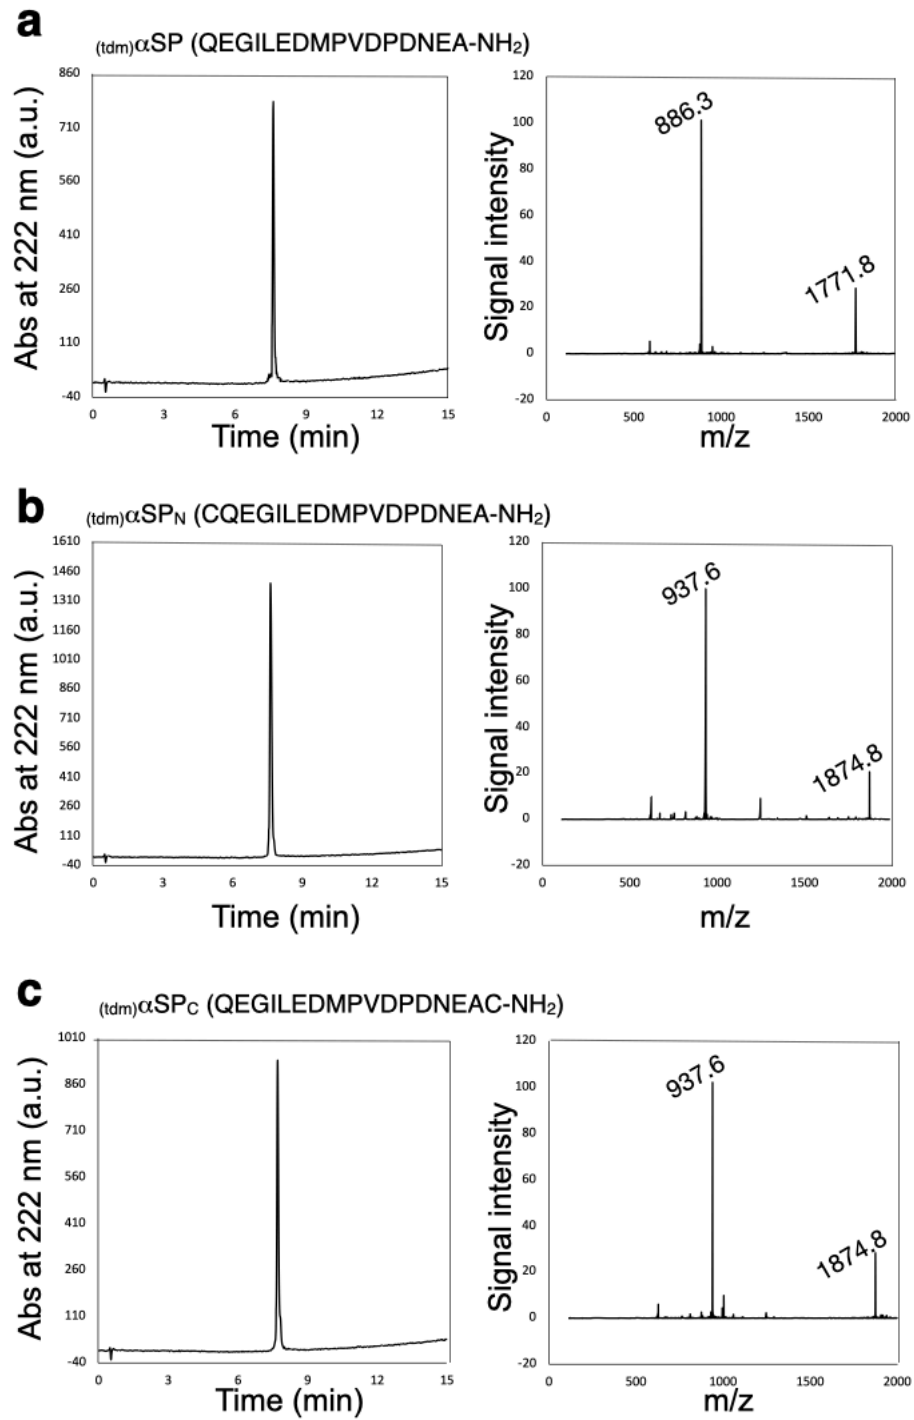 a
(tdm)αSP (QEGILEDMPVDPDNEA-NH2)
Abs at 222 nm (a.u.)
860
710
560
410
260
110
-40
0 3 6 9 12 15
Time (min)
Signal intensity
120
100
80
60
40
20
0
-20
886.3
1771.8
0 500 1000 1500 2000
m/z
b
(tdm)αSPN (CQEGILEDMPVDPDNEA-NH2)
Abs at 222 nm (a.u.)
1610
1460
1310
1160
1010
860
710
560
410
260
110
-40
0 3 6 9 12 15
Time (min)
Signal intensity
120
100
80
60
40
20
0
-20
937.6
1874.8
0 500 1000 1500 2000
m/z
c
(tdm)αSPC (QEGILEDMPVDPDNEAC-NH2)
Abs at 222 nm (a.u.)
1010
860
710
560
410
260
110
-40
0 3 6 9 12 15
Time (min)
Signal intensity
120
100
80
60
40
20
0
-20
937.6
1874.8
0 500 1000 1500 2000
m/z